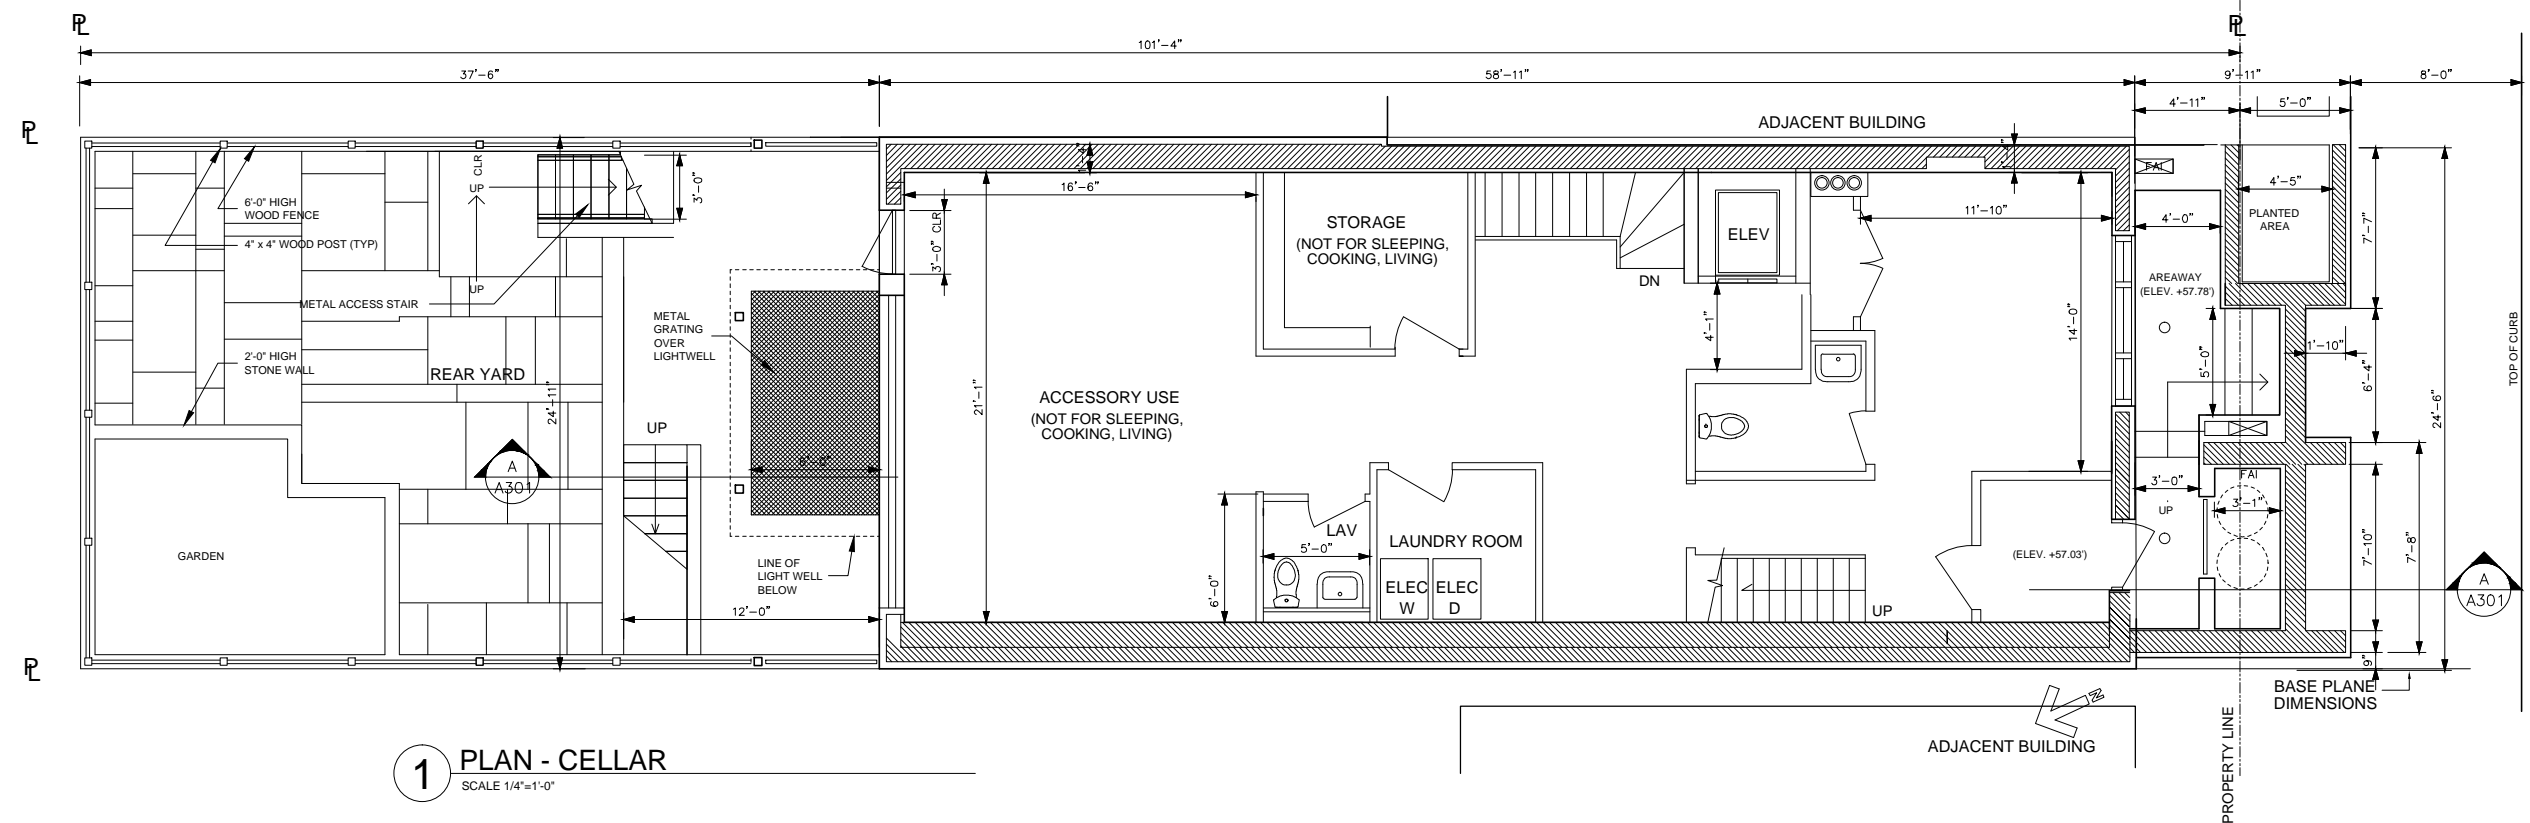 PL
PL
101'-4"
37'-6"
58'-11"
9'-11"
8'-0"
4'-11"
5'-0"
PL
ADJACENT BUILDING
1'-4"
CLR
UP
3'-0"
16'-6"
3'-0" CLR
STORAGE
(NOT FOR SLEEPING,
COOKING, LIVING)
ELEV
DN
11'-10"
FAI
4'-5"
4'-0"
PLANTED
AREA
7'-7"
6'-0" HIGH
WOOD FENCE
4" x 4" WOOD POST (TYP)
UP
METAL ACCESS STAIR
METAL
GRATING
OVER
LIGHTWELL
AREAWAY
(ELEV. +57.78')
4'-1"
14'-0"
5'-0"
1'-10"
6'-4"
TOP OF CURB
2'-0" HIGH
STONE WALL
REAR YARD
24'-11"
21'-1"
ACCESSORY USE
(NOT FOR SLEEPING,
COOKING, LIVING)
24'-6"
UP
A
A301
8'-0"
FAI
3'-0"
3'-1"
UP
LAV
5'-0"
LAUNDRY ROOM
GARDEN
LINE OF
LIGHT WELL
BELOW
6'-0"
ELEC
W
ELEC
D
(ELEV. +57.03')
7'-10"
7'-8"
A
A301
12'-0"
UP
PL
9"
BASE PLANE
DIMENSIONS
N
ADJACENT BUILDING
PROPERTY LINE
1
PLAN - CELLAR
SCALE 1/4"=1'-0"